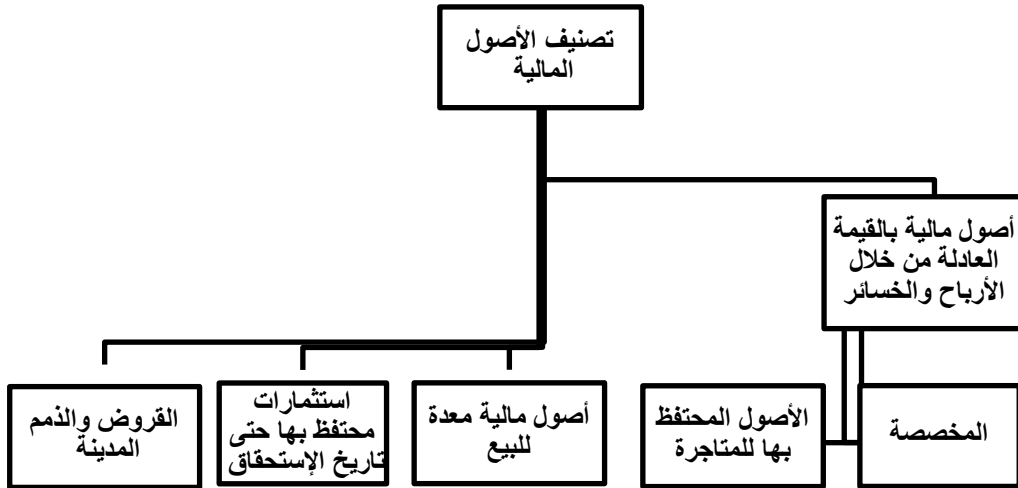 تصنيف الأصول
المالية
أصول مالية بالقيمة
العادلة من خلال
الأرباح والخسائر
المخصصة
الأصول المحتفظ
بها للمتاجرة
أصول مالية معدة
للبيع
استثمارات
محتفظ بها حتى
تاريخ الإستحقاق
القروض والذمم
المدينة